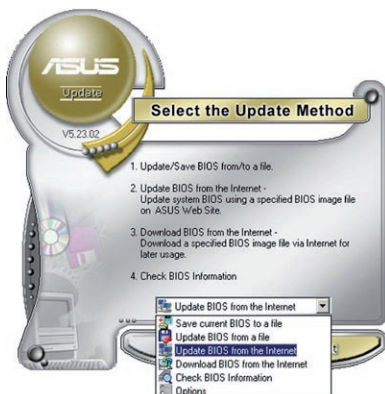 ASUS
Update
V5.23.02
Select the Update Method
1. Update/Save BIOS from/to a file.
2. Update BIOS from the Internet -
Update system BIOS using a specified BIOS image file
on ASUS Web Site.
3. Download BIOS from the Internet -
Download a specified BIOS image file via Internet for
later usage.
4. Check BIOS Information
Update BIOS from the Internet
Save current BIOS to a file
Update BIOS from a file
Update BIOS from the Internet
Download BIOS from the Internet
Check BIOS Information
Options